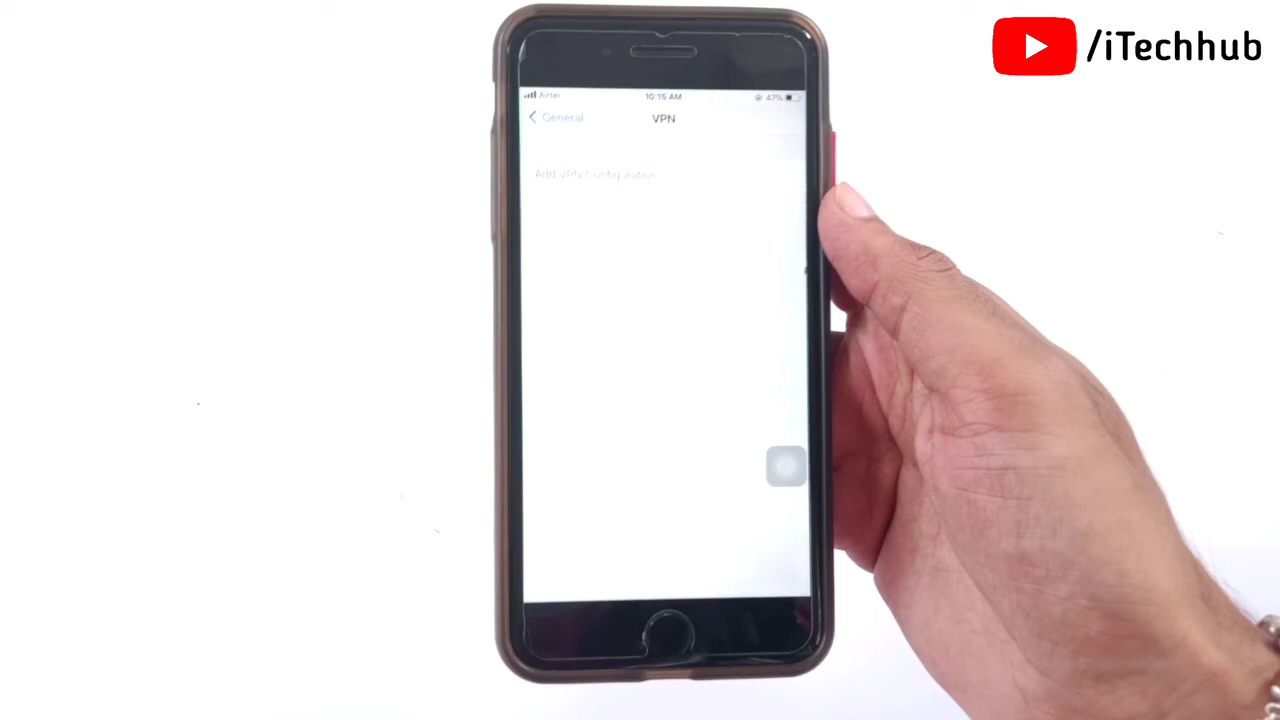 /iTechhub
Airtel 10:15 AM 47%
General VPN
Add VPN Configuration